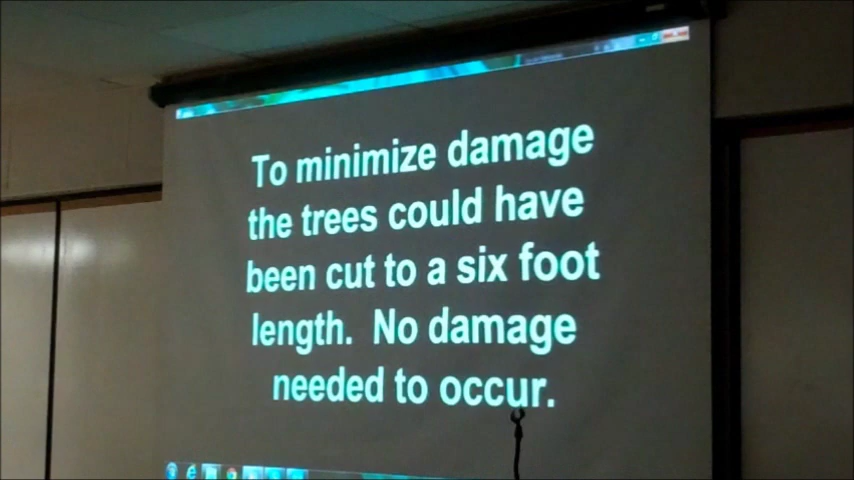 To minimize damage
the trees could have
been cut to a six foot
length. No damage
needed to occur.